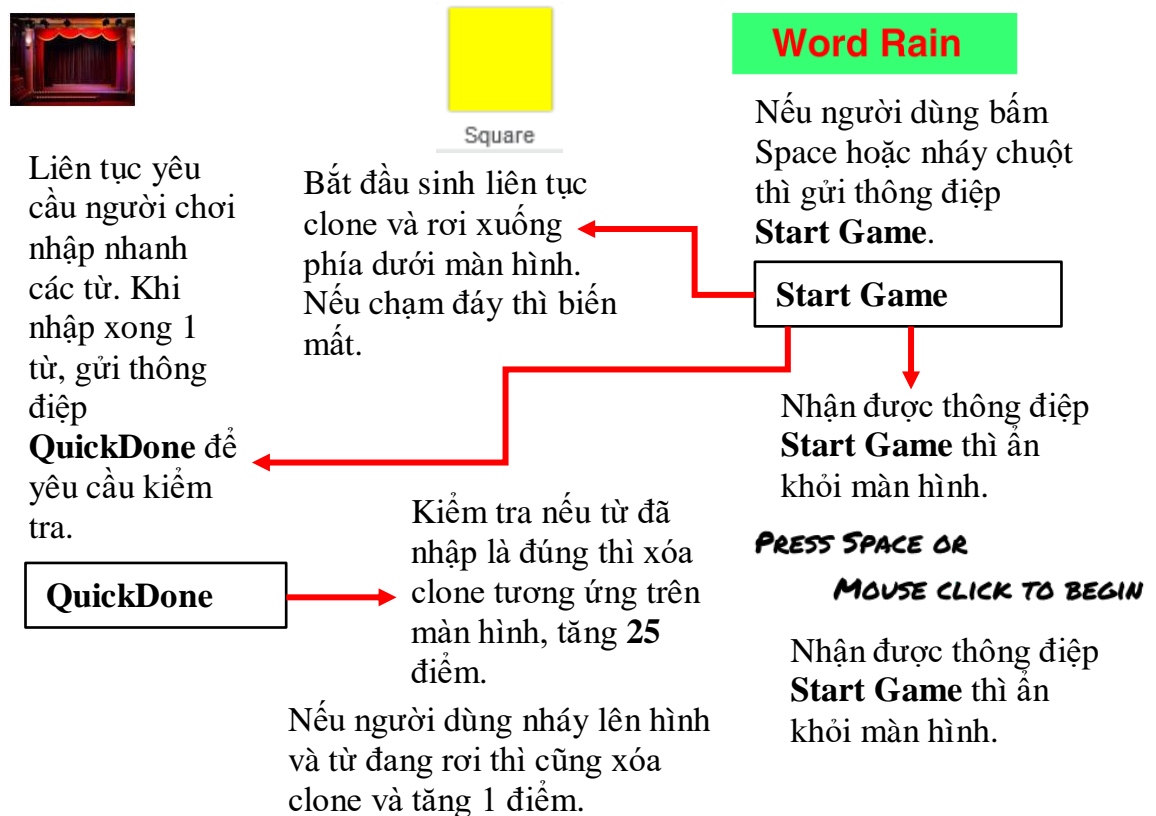 Liên tục yêu
cầu người chơi
nhập nhanh
các từ. Khi
nhập xong 1
từ, gửi thông
điệp
QuickDone để
yêu cầu kiểm
tra.
QuickDone
Square
Bắt đầu sinh liên tục
clone và rơi xuống
phía dưới màn hình.
Nếu chạm đáy thì biến
mất.
Kiểm tra nếu từ đã
nhập là đúng thì xóa
clone tương ứng trên
màn hình, tăng 25
điểm.
Nếu người dùng nháy lên hình
và từ đang rơi thì cũng xóa
clone và tăng 1 điểm.
Word Rain
Nếu người dùng bấm
Space hoặc nháy chuột
thì gửi thông điệp
Start Game.
Start Game
Nhận được thông điệp
Start Game thì ẩn
khỏi màn hình.
PRESS SPACE OR
MOUSE CLICK TO BEGIN
Nhận được thông điệp
Start Game thì ẩn
khỏi màn hình.